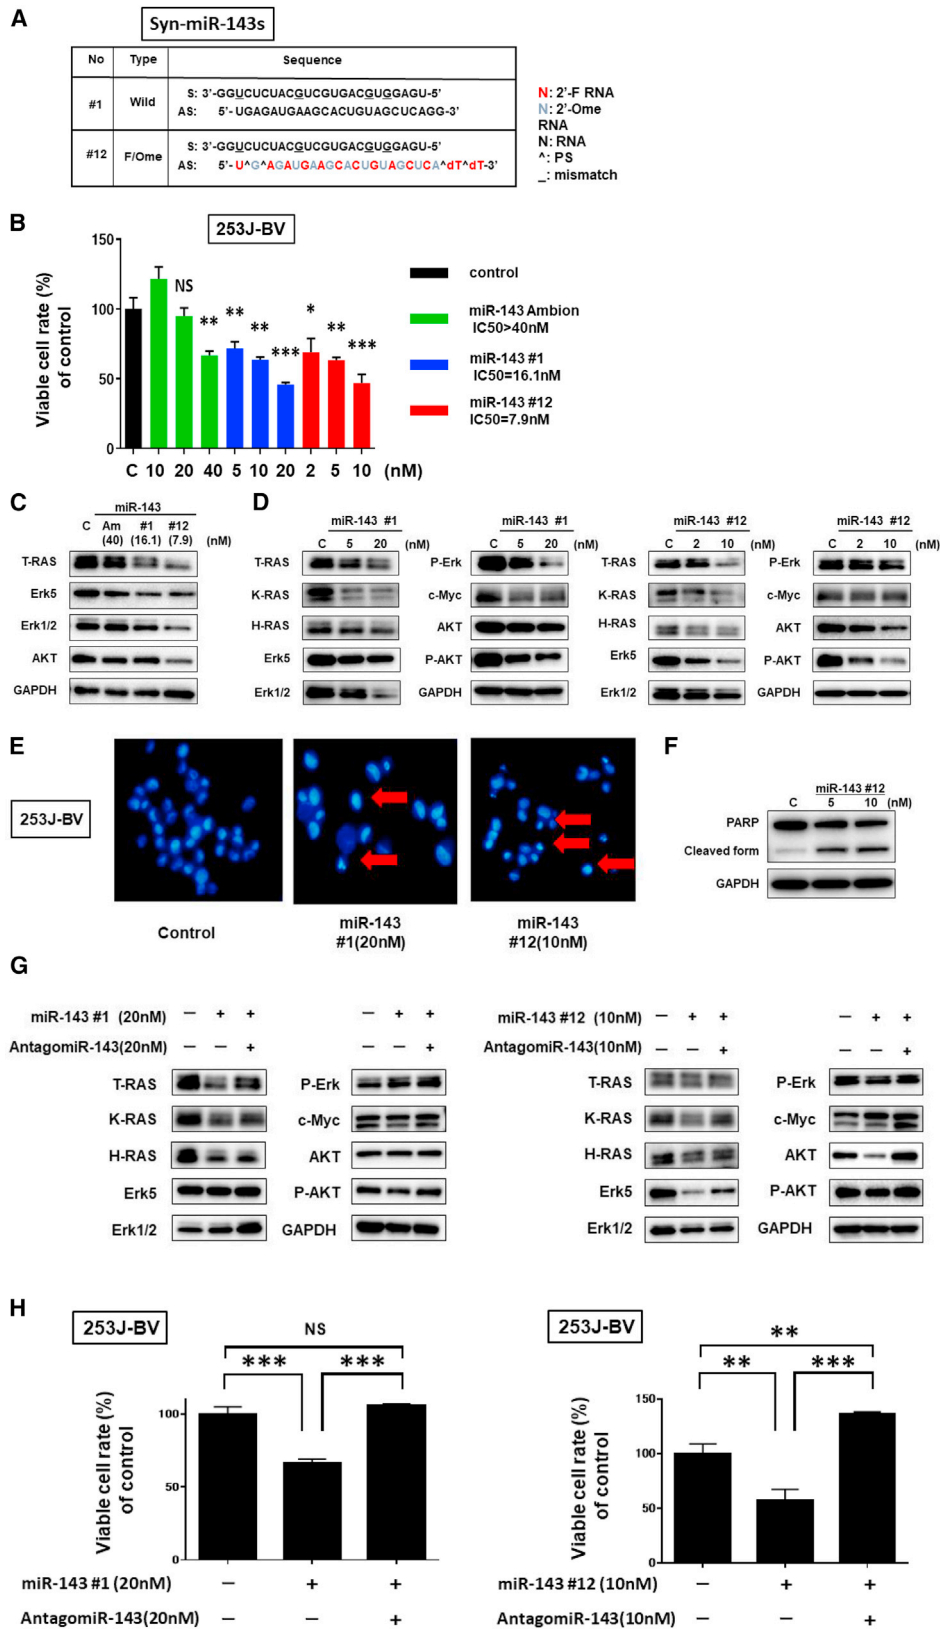 A
Syn-miR-143s
No Type Sequence
#1 Wild S: 3'-GGUCUCUACGUCGUGACGUGGAGU-5'
AS: 5'- UGAGAUGAAGCACUGUAGCUCAGG-3'
#12 F/Ome S: 3'-GGUCUCUACGUCGUGACGUGGAGU-5'
AS: 5'- U^G^AGAUGAAGCACUGUAGCUCA^dT^dT-3'
N: 2'-F RNA
N: 2'-Ome
RNA
N: RNA
^: PS
_: mismatch
B
253J-BV
Viable cell rate (%)
of control
150
100
50
0
NS ** ** ** *** * ** ***
C 10 20 40 5 10 20 2 5 10 (nM)
control
miR-143 Ambion
IC50>40nM
miR-143 #1
IC50=16.1nM
miR-143 #12
IC50=7.9nM
C
miR-143
C Am #1 #12
(40) (16.1) (7.9) (nM)
T-RAS
Erk5
Erk1/2
AKT
GAPDH
D
miR-143 #1
C 5 20 (nM)
T-RAS
K-RAS
H-RAS
Erk5
Erk1/2
miR-143 #1
C 5 20 (nM)
P-Erk
c-Myc
AKT
P-AKT
GAPDH
miR-143 #12
C 2 10 (nM)
T-RAS
K-RAS
H-RAS
Erk5
Erk1/2
miR-143 #12
C 2 10 (nM)
P-Erk
c-Myc
AKT
P-AKT
GAPDH
E
253J-BV
Control
miR-143
#1(20nM)
miR-143
#12(10nM)
F
miR-143 #12
C 5 10 (nM)
PARP
Cleaved form
GAPDH
G
miR-143 #1 (20nM) − + + − + +
AntagomiR-143(20nM) − − + − − +
T-RAS
K-RAS
H-RAS
Erk5
Erk1/2
P-Erk
c-Myc
AKT
P-AKT
GAPDH
miR-143 #12 (10nM) − + + − + +
AntagomiR-143(10nM) − − + − − +
T-RAS
K-RAS
H-RAS
Erk5
Erk1/2
P-Erk
c-Myc
AKT
P-AKT
GAPDH
H
253J-BV
NS
*** ***
Viable cell rate (%)
of control
100
50
0
miR-143 #1 (20nM) − + +
AntagomiR-143(20nM) − − +
253J-BV
**
** ***
Viable cell rate (%)
of control
150
100
50
0
miR-143 #12 (10nM) − + +
AntagomiR-143(10nM) − − +